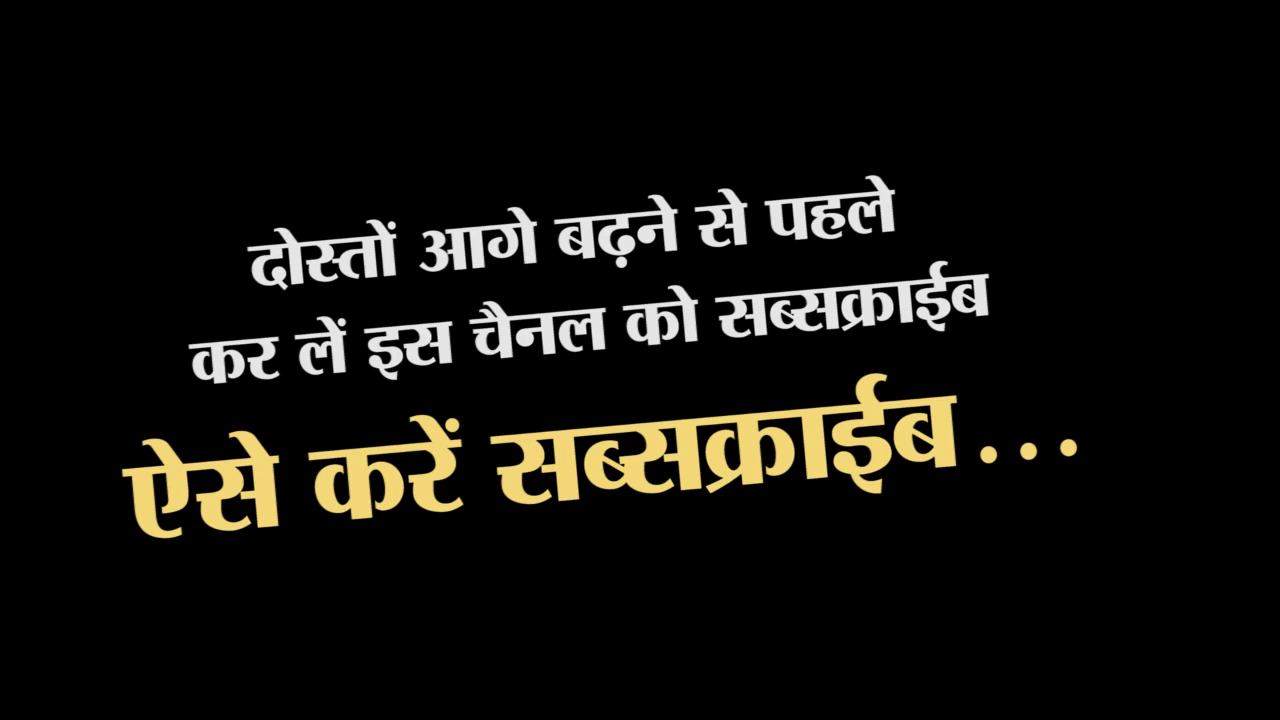 दोस्तों आगे बढ़ने से पहले
कर लें इस चैनल को सब्सक्राईब
ऐसे करें सब्सक्राईब...